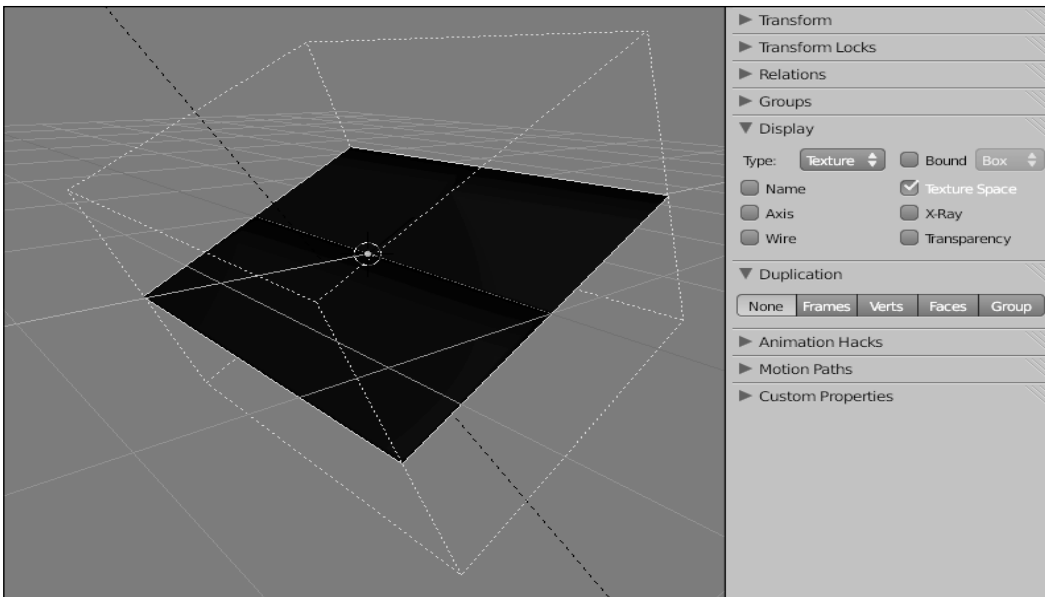 Transform
Transform Locks
Relations
Groups
Display
Type: Texture Bound Box
Name Texture Space
Axis X-Ray
Wire Transparency
Duplication
None Frames Verts Faces Group
Animation Hacks
Motion Paths
Custom Properties